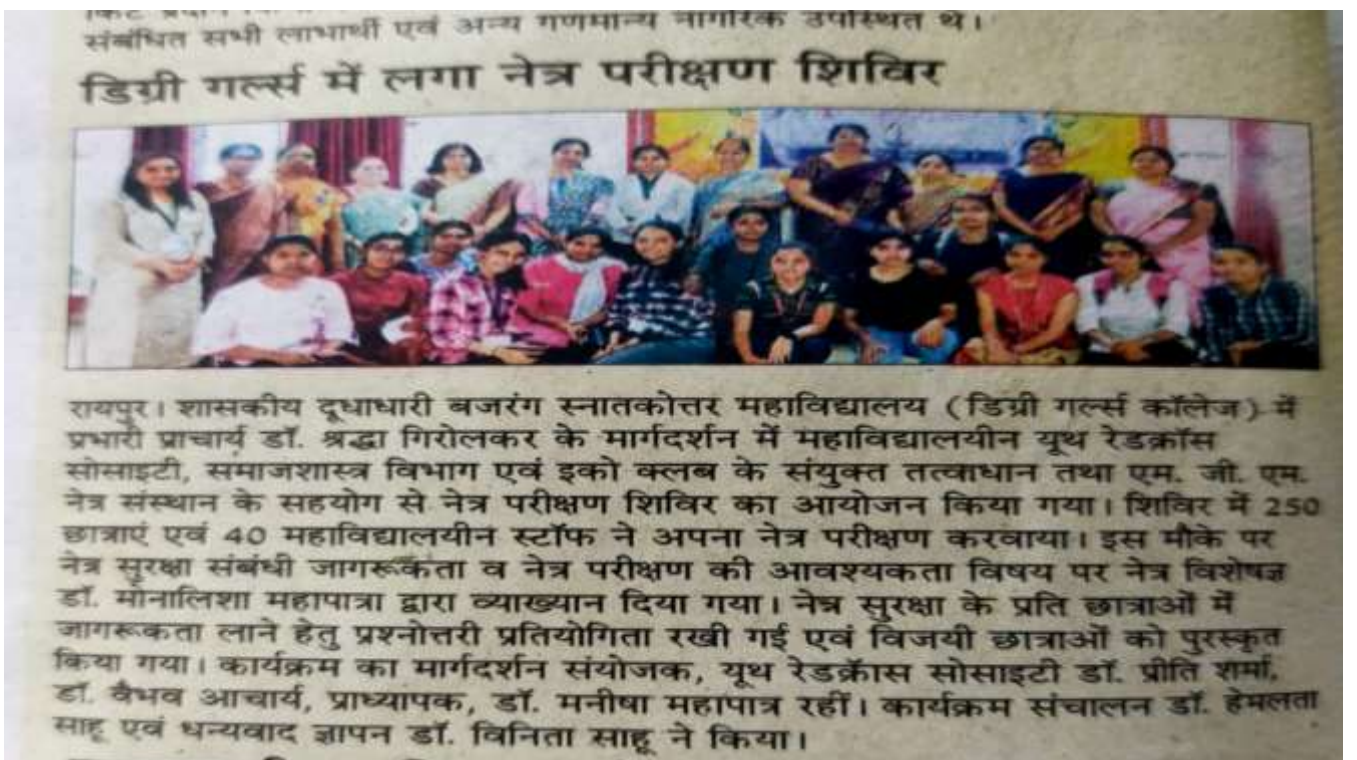 संबंधित सभी लाभार्थी एवं अन्य गणमान्य नागरिक उपस्थित थे।
डिग्री गर्ल्स में लगा नेत्र परीक्षण शिविर
रायपुर। शासकीय दूधाधारी बजरंग स्नातकोत्तर महाविद्यालय (डिग्री गर्ल्स कॉलेज) में
प्रभारी प्राचार्य डॉ. श्रद्धा गिरोलकर के मार्गदर्शन में महाविद्यालयीन यूथ रेडक्रॉस
सोसाइटी, समाजशास्त्र विभाग एवं इको क्लब के संयुक्त तत्वाधान तथा एम. जी. एम.
नेत्र संस्थान के सहयोग से नेत्र परीक्षण शिविर का आयोजन किया गया। शिविर में 250
छात्राएं एवं 40 महाविद्यालयीन स्टॉफ ने अपना नेत्र परीक्षण करवाया। इस मौके पर
नेत्र सुरक्षा संबंधी जागरूकता व नेत्र परीक्षण की आवश्यकता विषय पर नेत्र विशेषज्ञ
डॉ. मोनालिशा महापात्रा द्वारा व्याख्यान दिया गया। नेत्र सुरक्षा के प्रति छात्राओं में
जागरूकता लाने हेतु प्रश्नोत्तरी प्रतियोगिता रखी गई एवं विजयी छात्राओं को पुरस्कृत
किया गया। कार्यक्रम का मार्गदर्शन संयोजक, यूथ रेडक्रॅास सोसाइटी डॉ. प्रीति शर्मा,
डॉ. वैभव आचार्य, प्राध्यापक, डॉ. मनीषा महापात्र रहीं। कार्यक्रम संचालन डॉ. हेमलता
साहू एवं धन्यवाद ज्ञापन डॉ. विनिता साहू ने किया।